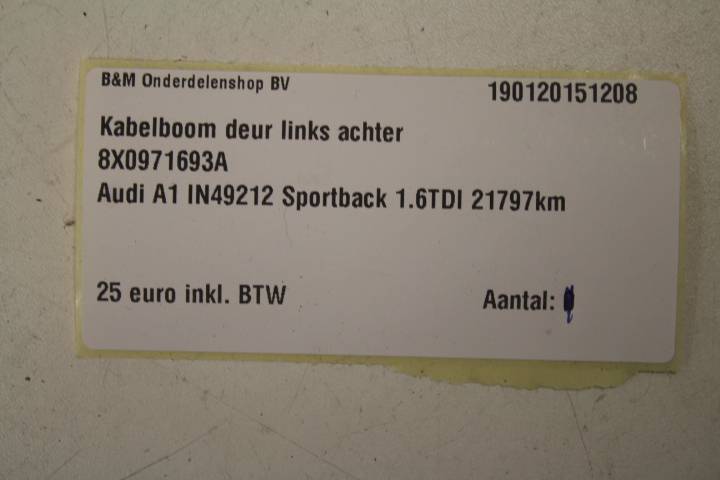 B&M Onderdelenshop BV 190120151208
Kabelboom deur links achter
8X0971693A
Audi A1 IN49212 Sportback 1.6TDI 21797km
25 euro inkl. BTW Aantal: